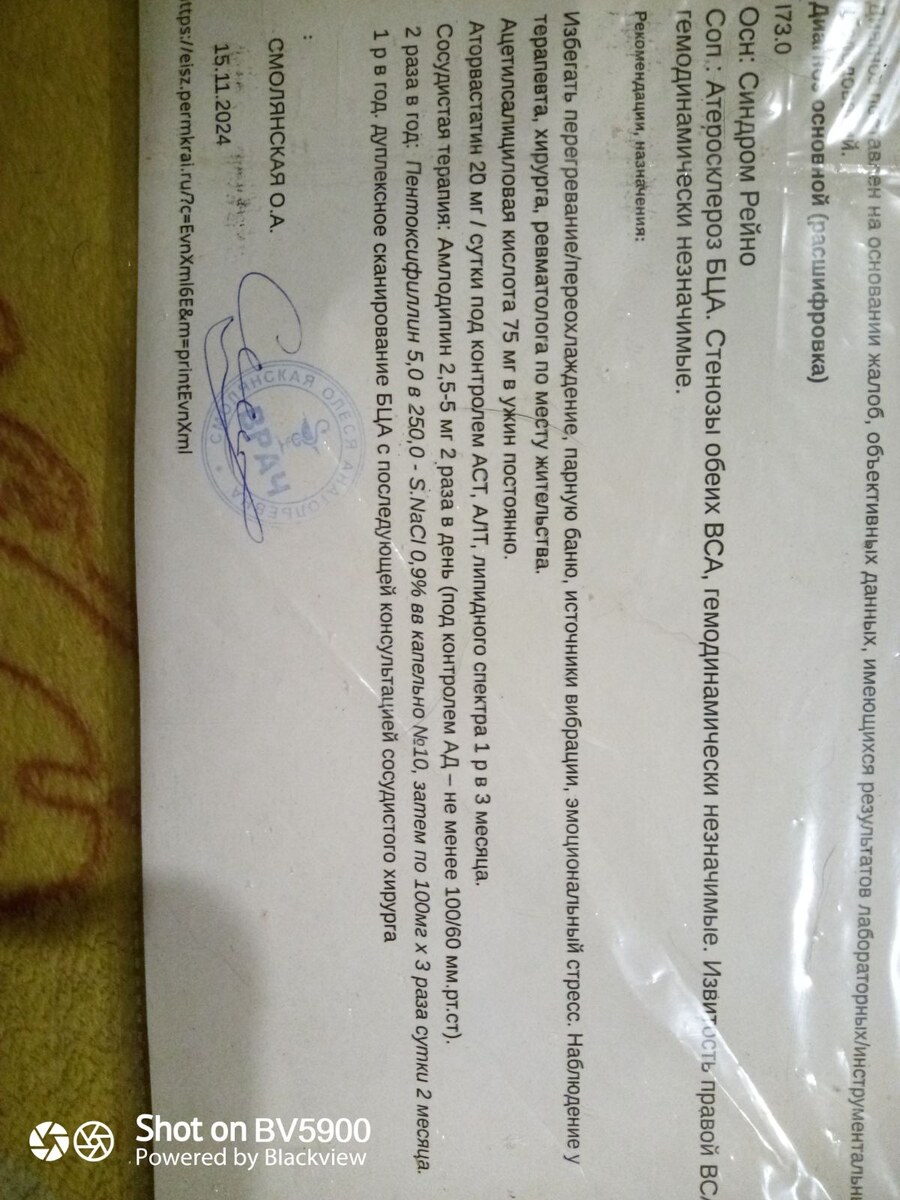 на основании жалоб, объективных данных, имеющихся результатов лабораторных/инструментальн
основной (расшифровка)
I73.0
Осн: Синдром Рейно
Соп.: Атеросклероз БЦА. Стенозы обеих ВСА, гемодинамически незначимые. Извитость правой ВСА
гемодинамически незначимые.
Рекомендации, назначения:
Избегать перегревание/переохлаждение, парную баню, источники вибрации, эмоциональный стресс. Наблюдение у
терапевта, хирурга, ревматолога по месту жительства.
Ацетилсалициловая кислота 75 мг в ужин постоянно.
Аторвастатин 20 мг / сутки под контролем АСТ, АЛТ, липидного спектра 1 р в 3 месяца.
Сосудистая терапия: Амлодипин 2,5-5 мг 2 раза в день (под контролем АД – не менее 100/60 мм.рт.ст).
2 раза в год: Пентоксифиллин 5,0 в 250,0 - S.NaCl 0,9% вв капельно №10, затем по 100мг х 3 раза сутки 2 месяца.
1 р в год. дуплексное сканирование БЦА с последующей консультацией сосудистого хирурга
:
СМОЛЯНСКАЯ О.А.
15.11.2024
СМОЛЯНСКАЯ ОЛЕСЯ АНАТОЛЬЕВНА
ВРАЧ
ttps://eisz.permkrai.ru/?c=EvnXml6E&m=printEvnXml
Shot on BV5900
Powered by Blackview